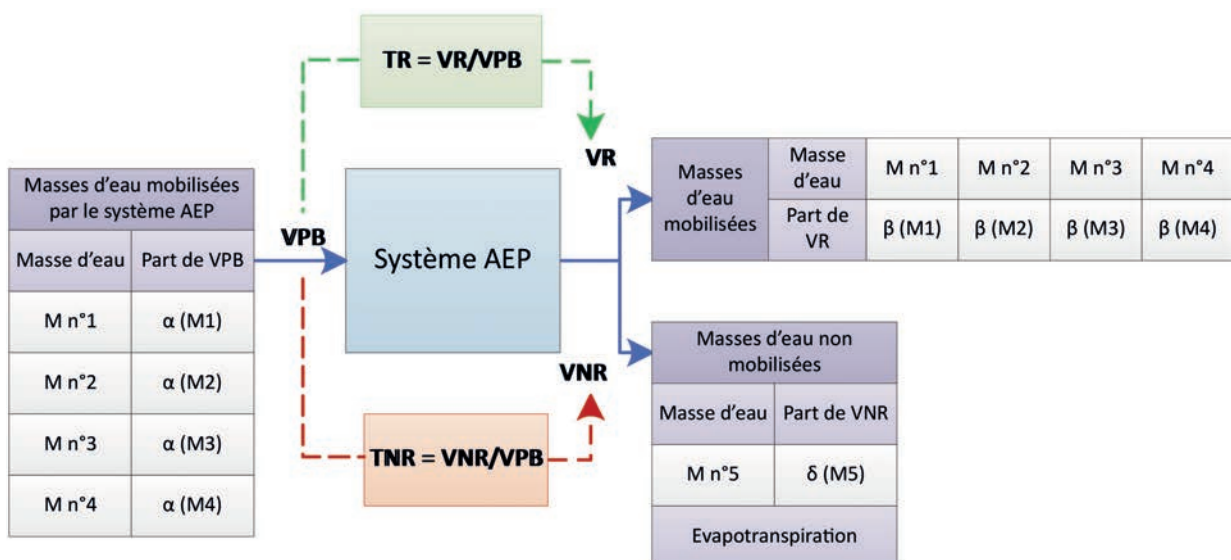 TR = VR/VPB
VR
Masses d'eau mobilisées
par le système AEP
Masse d'eau
Part de VPB
M n°1
α (M1)
M n°2
α (M2)
M n°3
α (M3)
M n°4
α (M4)
VPB
Système AEP
VNR
TNR = VNR/VPB
Masses
d'eau
mobilisées
Masse
d'eau
M n°1
M n°2
M n°3
M n°4
Part de
VR
β (M1)
β (M2)
β (M3)
β (M4)
Masses d'eau non
mobilisées
Masse d'eau
Part de VNR
M n°5
δ (M5)
Evapotranspiration